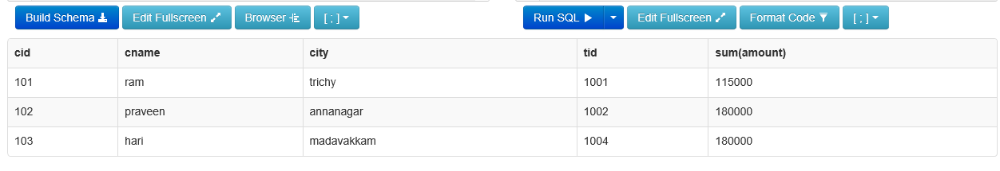 Build Schema Edit Fullscreen Browser [ ; ] Run SQL Edit Fullscreen Format Code [ ; ]
cid cname city tid sum(amount)
101 ram trichy 1001 115000
102 praveen annanagar 1002 180000
103 hari madavakkam 1004 180000